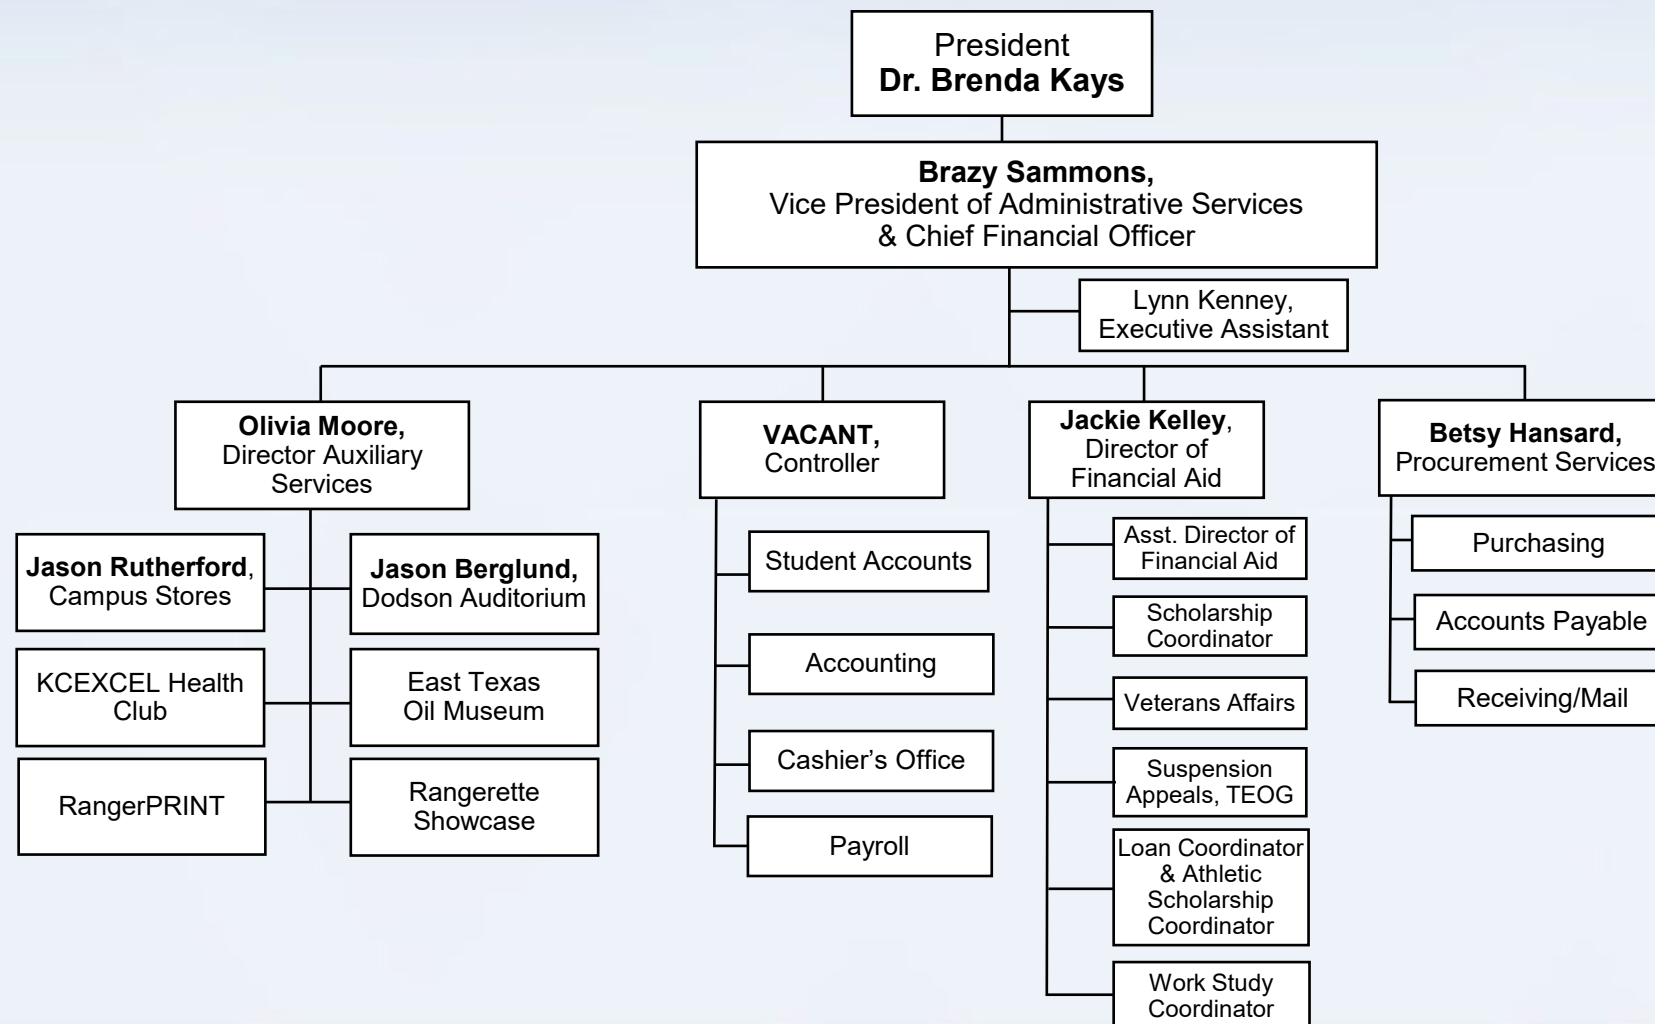 President
Dr. Brenda Kays
Brazy Sammons,
Vice President of Administrative Services
& Chief Financial Officer
Lynn Kenney,
Executive Assistant
Olivia Moore,
Director Auxiliary
Services
Jason Rutherford,
Campus Stores
Jason Berglund,
Dodson Auditorium
KCEXCEL Health
Club
East Texas
Oil Museum
RangerPRINT
Rangerette
Showcase
VACANT,
Controller
Student Accounts
Accounting
Cashier’s Office
Payroll
Jackie Kelley,
Director of
Financial Aid
Asst. Director of
Financial Aid
Scholarship
Coordinator
Veterans Affairs
Suspension
Appeals, TEOG
Loan Coordinator
& Athletic
Scholarship
Coordinator
Work Study
Coordinator
Betsy Hansard,
Procurement Services
Purchasing
Accounts Payable
Receiving/Mail